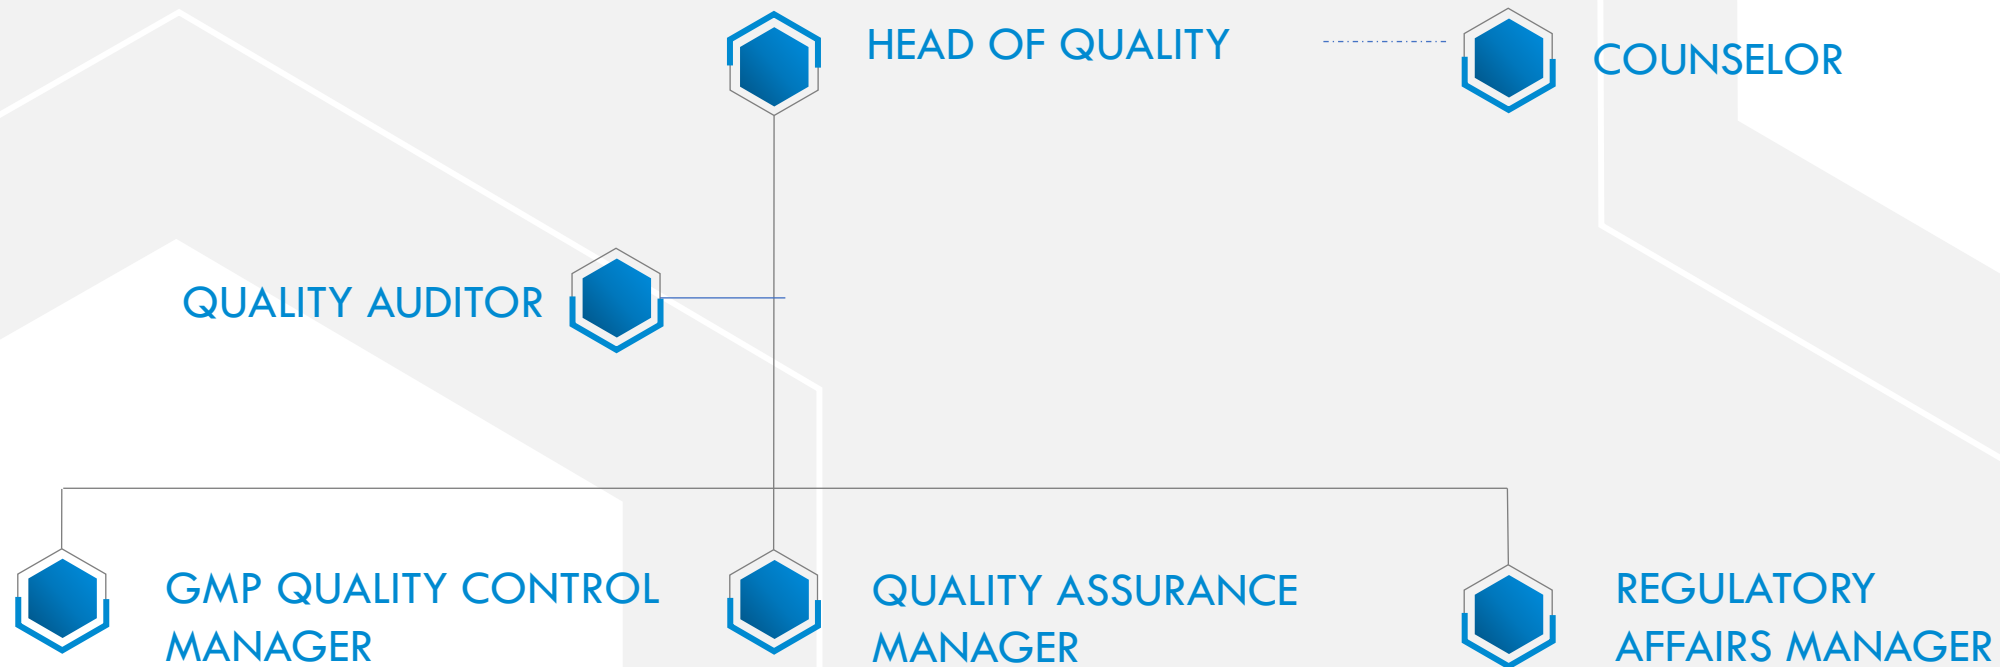 HEAD OF QUALITY
COUNSELOR
QUALITY AUDITOR
GMP QUALITY CONTROL
MANAGER
QUALITY ASSURANCE
MANAGER
REGULATORY
AFFAIRS MANAGER